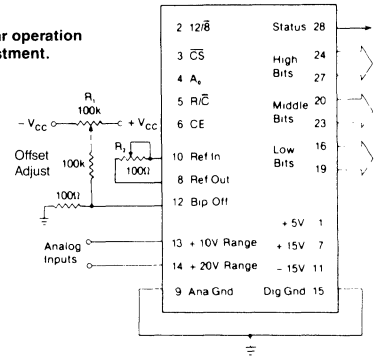 ar operation
stment.
2 12/8̅
3 C̅S̅
4 A₀
5 R/C̅
6 CE
10 Ref In
8 Ref Out
12 Bip Off
13 + 10V Range
14 + 20V Range
9 Ana Gnd
Status 28
High Bits 24
27
Middle Bits 20
23
Low Bits 16
19
+ 5V 1
+ 15V 7
- 15V 11
Dig Gnd 15
R₁
100k
- V_CC
+ V_CC
Offset
Adjust
100k
R₂
100Ω
100Ω
Analog
Inputs